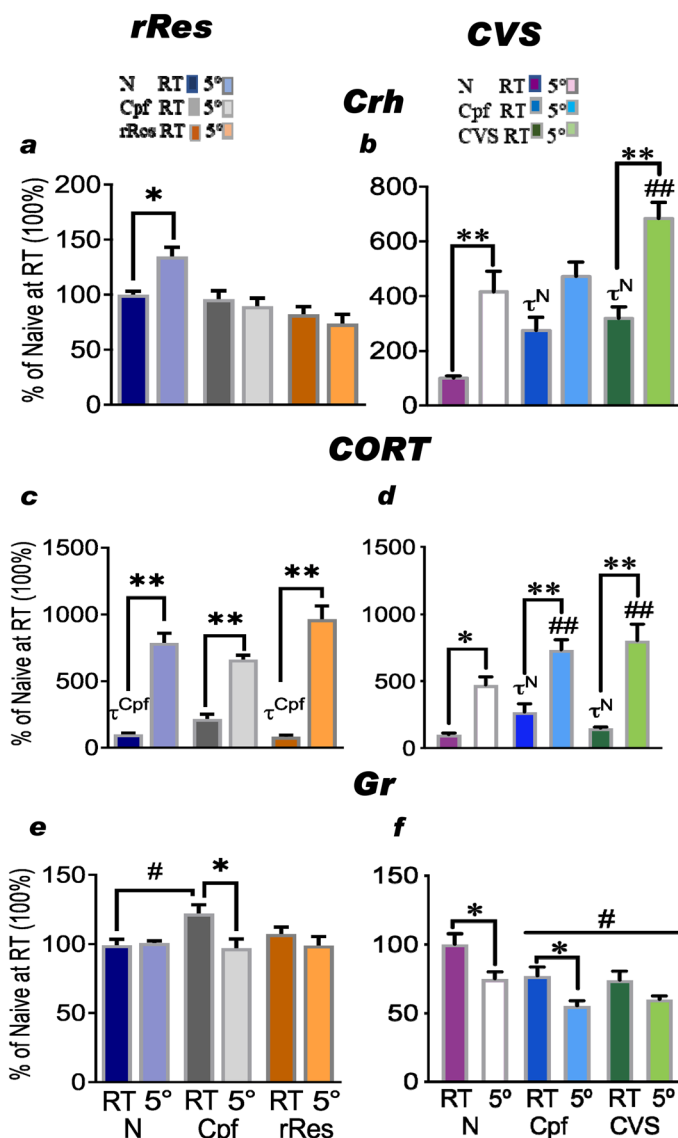 rRes CVS
N RT 5° N RT 5°
Cpf RT 5° Crh Cpf RT 5°
rRes RT 5° CVS RT 5°
a b
% of Naive at RT (100%)
200 150 100 50 0
*
800 600 400 200 0
** τN τN ** ##
CORT
c d
% of Naive at RT (100%)
1500 1000 500 0
τCpf ** ** τCpf **
1500 1000 500 0
* τN ** ## τN ** ##
Gr
e f
% of Naive at RT (100%)
150 100 50 0
# *
150 100 50 0
* * #
RT 5° RT 5° RT 5° RT 5° RT 5° RT 5°
N Cpf rRes N Cpf CVS